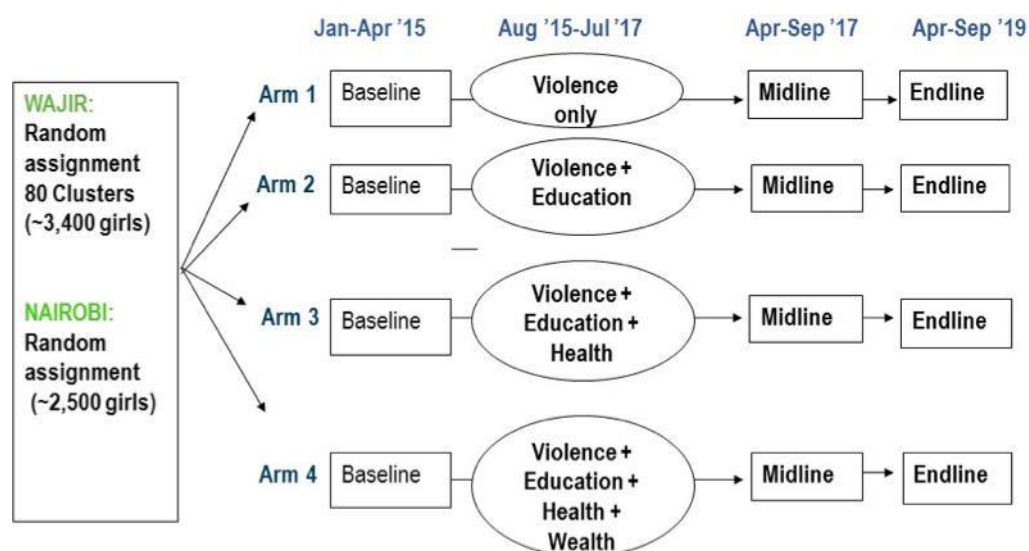 Jan-Apr ’15
Aug ’15-Jul ’17
Apr-Sep ’17
Apr-Sep ’19
WAJIR:
Random
assignment
80 Clusters
(~3,400 girls)
NAIROBI:
Random
assignment
(~2,500 girls)
Arm 1
Baseline
Violence
only
Midline
Endline
Arm 2
Baseline
Violence +
Education
Midline
Endline
Arm 3
Baseline
Violence +
Education +
Health
Midline
Endline
Arm 4
Baseline
Violence +
Education +
Health +
Wealth
Midline
Endline